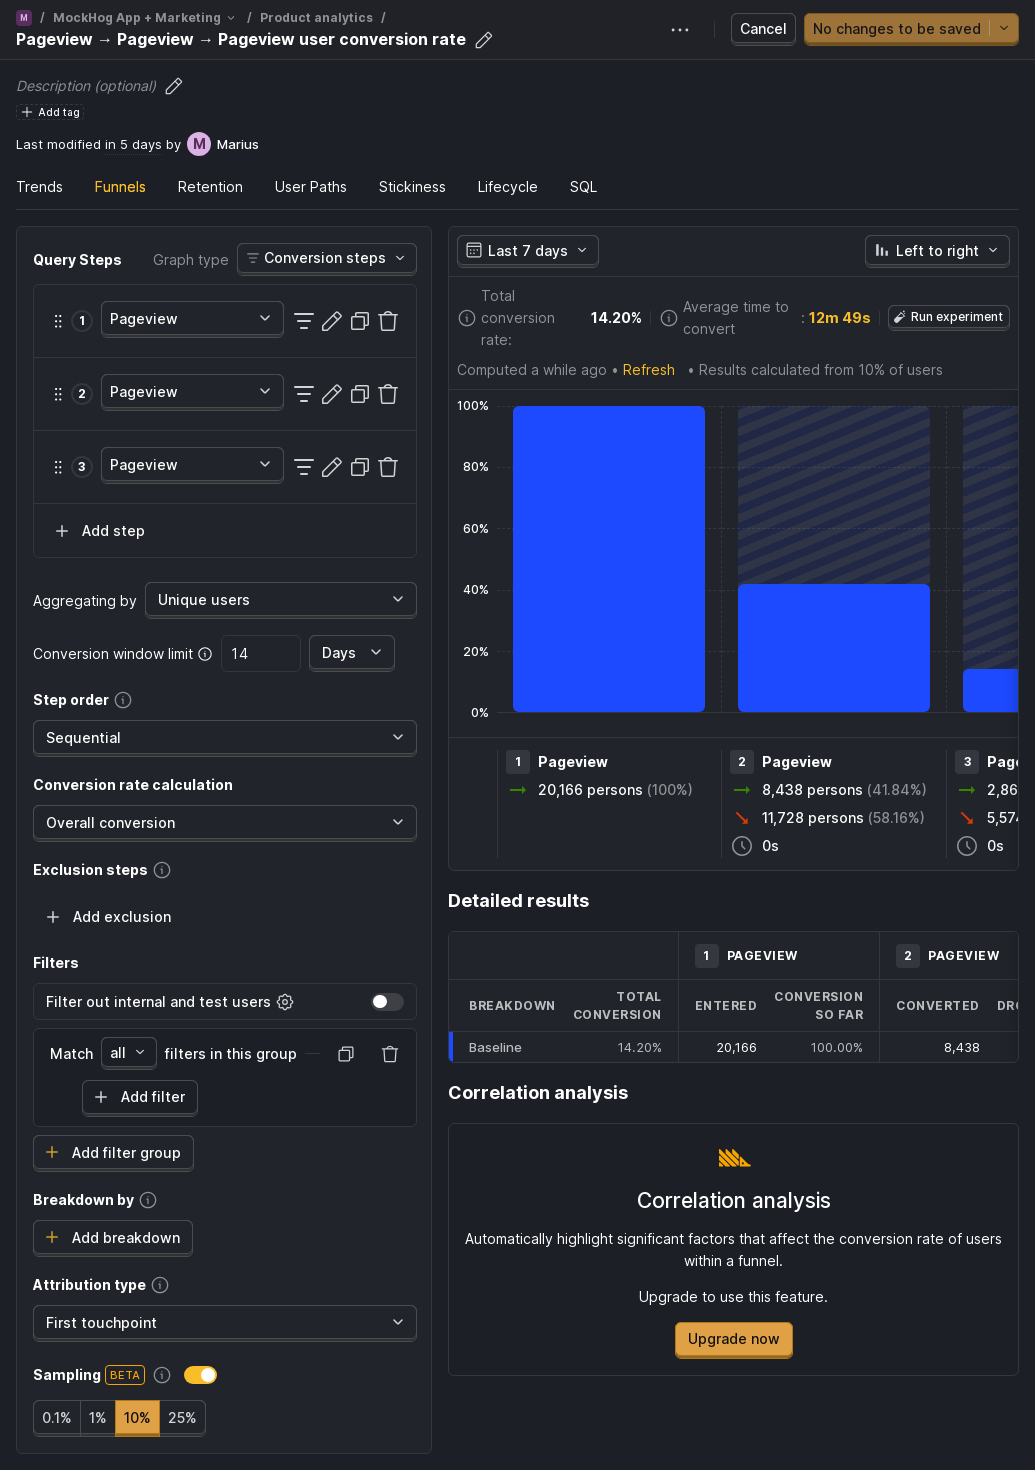 M / MockHog App + Marketing / Product analytics /
Pageview → Pageview → Pageview user conversion rate
Cancel
No changes to be saved
Description (optional)
Add tag
Last modified in 5 days by M Marius
Trends Funnels Retention User Paths Stickiness Lifecycle SQL
Query Steps
Graph type Conversion steps
1 Pageview
2 Pageview
3 Pageview
Add step
Aggregating by Unique users
Conversion window limit 14 Days
Step order
Sequential
Conversion rate calculation
Overall conversion
Exclusion steps
Add exclusion
Filters
Filter out internal and test users
Match all filters in this group
Add filter
Add filter group
Breakdown by
Add breakdown
Attribution type
First touchpoint
Sampling BETA
0.1% 1% 10% 25%
Last 7 days
Left to right
Total conversion rate: 14.20%
Average time to convert : 12m 49s
Run experiment
Computed a while ago • Refresh • Results calculated from 10% of users
100%
80%
60%
40%
20%
0%
1 Pageview
20,166 persons (100%)
2 Pageview
8,438 persons (41.84%)
11,728 persons (58.16%)
0s
3
0s
Detailed results
1 PAGEVIEW 2 PAGEVIEW
BREAKDOWN TOTAL CONVERSION ENTERED CONVERSION SO FAR CONVERTED
Baseline 14.20% 20,166 100.00% 8,438
Correlation analysis
Correlation analysis
Automatically highlight significant factors that affect the conversion rate of users
within a funnel.
Upgrade to use this feature.
Upgrade now